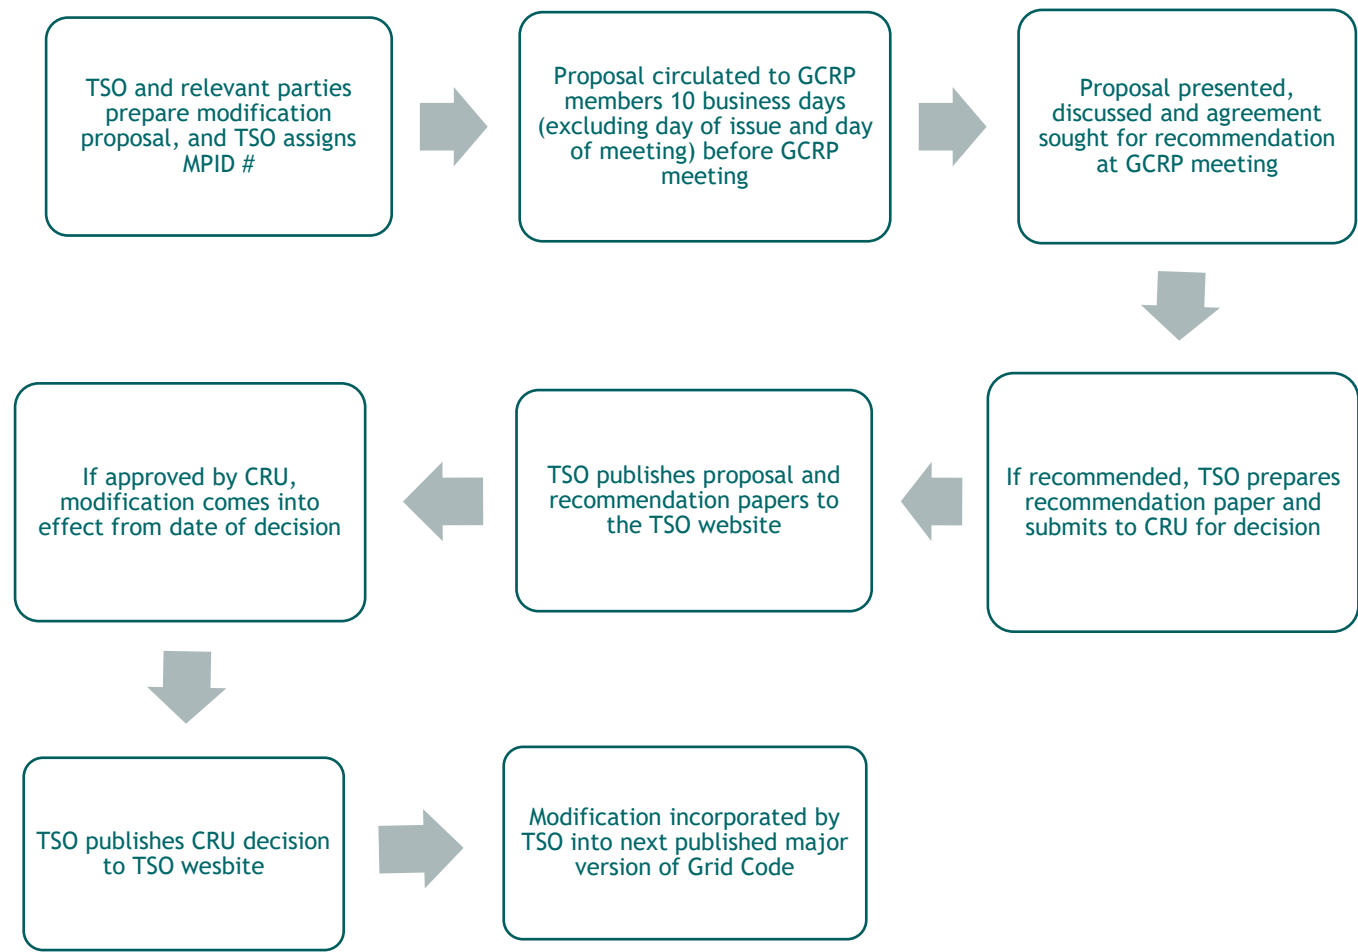 TSO and relevant parties
prepare modification
proposal, and TSO assigns
MPID #
Proposal circulated to GCRP
members 10 business days
(excluding day of issue and day
of meeting) before GCRP
meeting
Proposal presented,
discussed and agreement
sought for recommendation
at GCRP meeting
If recommended, TSO prepares
recommendation paper and
submits to CRU for decision
TSO publishes proposal and
recommendation papers to
the TSO website
If approved by CRU,
modification comes into
effect from date of decision
TSO publishes CRU decision
to TSO wesbite
Modification incorporated by
TSO into next published major
version of Grid Code